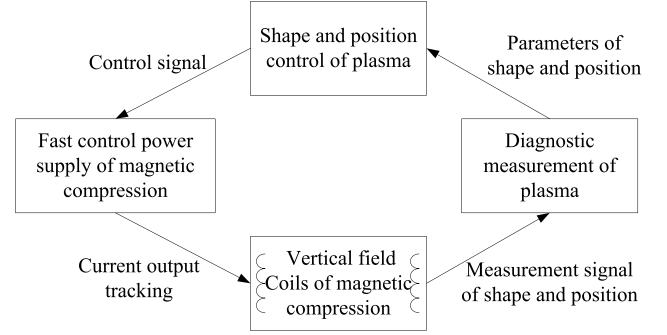 Shape and position
control of plasma
Control signal
Parameters of
shape and position
Fast control power
supply of magnetic
compression
Diagnostic
measurement of
plasma
Current output
tracking
Vertical field
Coils of magnetic
compression
Measurement signal
of shape and position